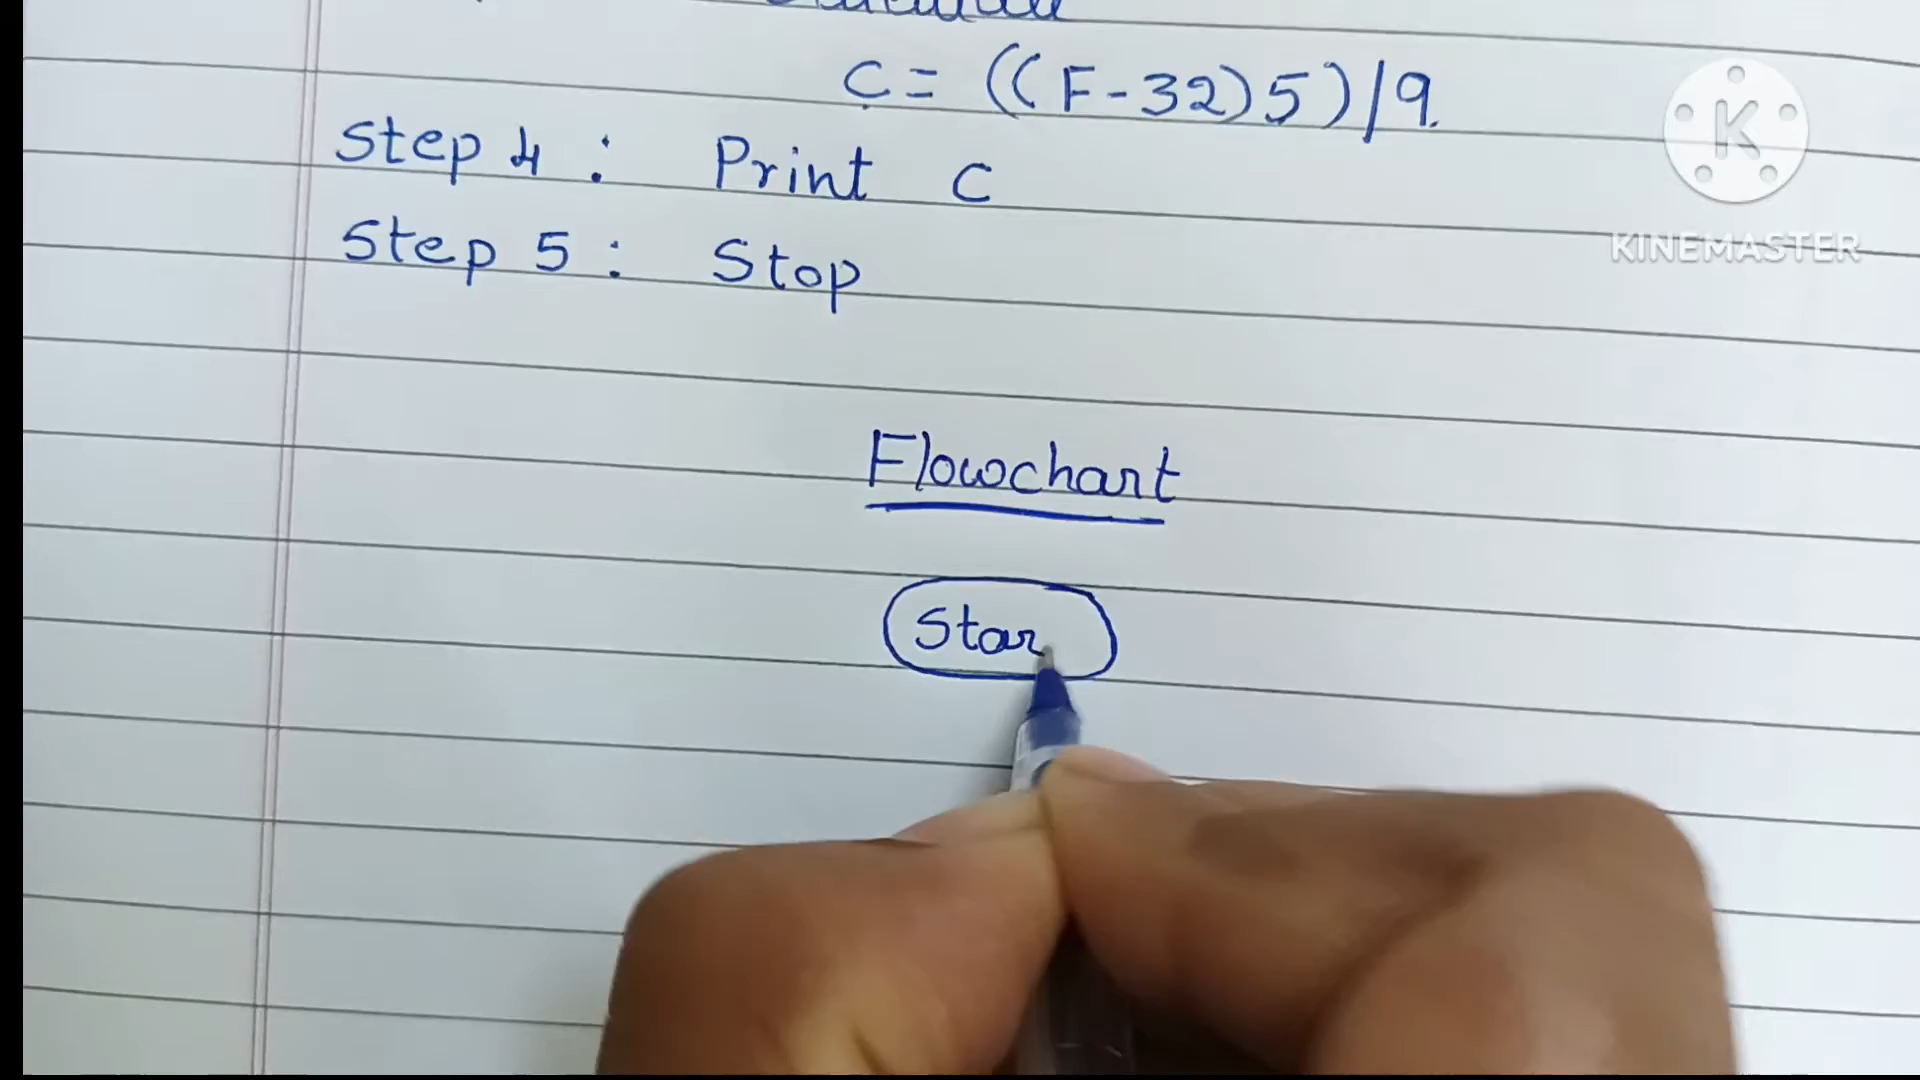 C = ((F-32)5)/9.
Step 4 : Print C
Step 5 : Stop
Flowchart
Star
K
KINEMASTER